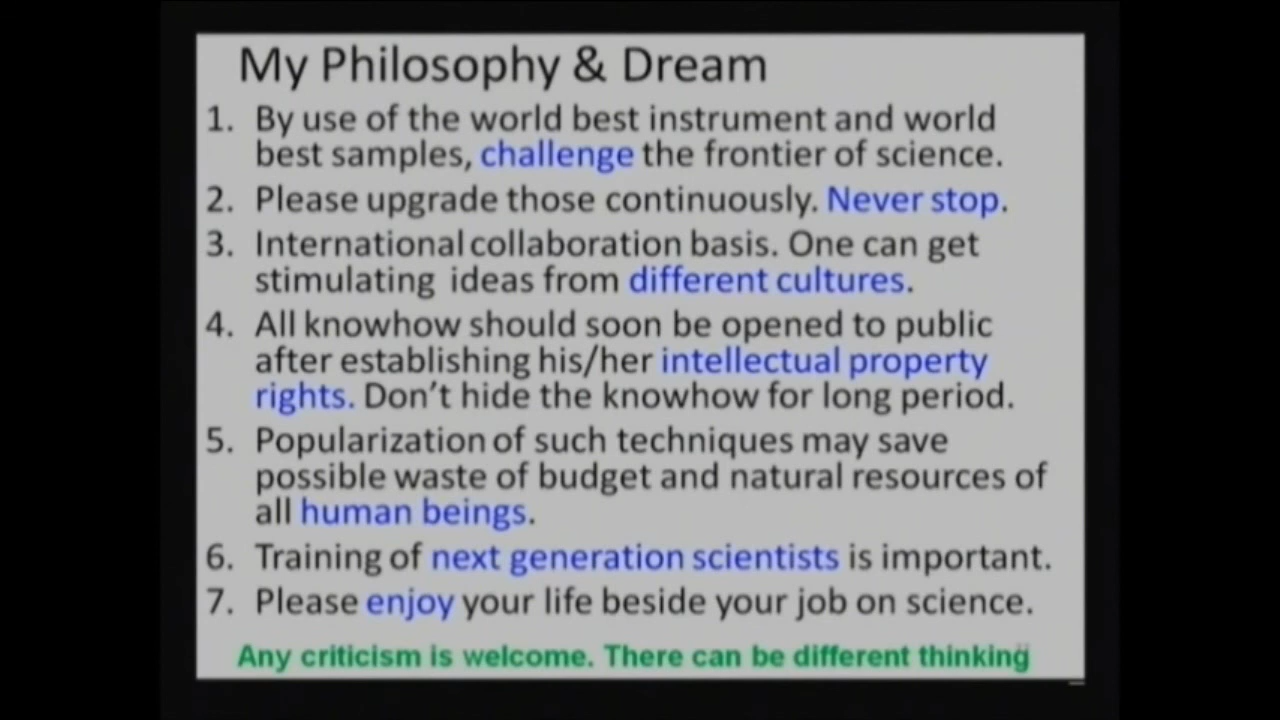 My Philosophy & Dream
1. By use of the world best instrument and world
best samples, challenge the frontier of science.
2. Please upgrade those continuously. Never stop.
3. International collaboration basis. One can get
stimulating ideas from different cultures.
4. All knowhow should soon be opened to public
after establishing his/her intellectual property
rights. Don't hide the knowhow for long period.
5. Popularization of such techniques may save
possible waste of budget and natural resources of
all human beings.
6. Training of next generation scientists is important.
7. Please enjoy your life beside your job on science.
Any criticism is welcome. There can be different thinking